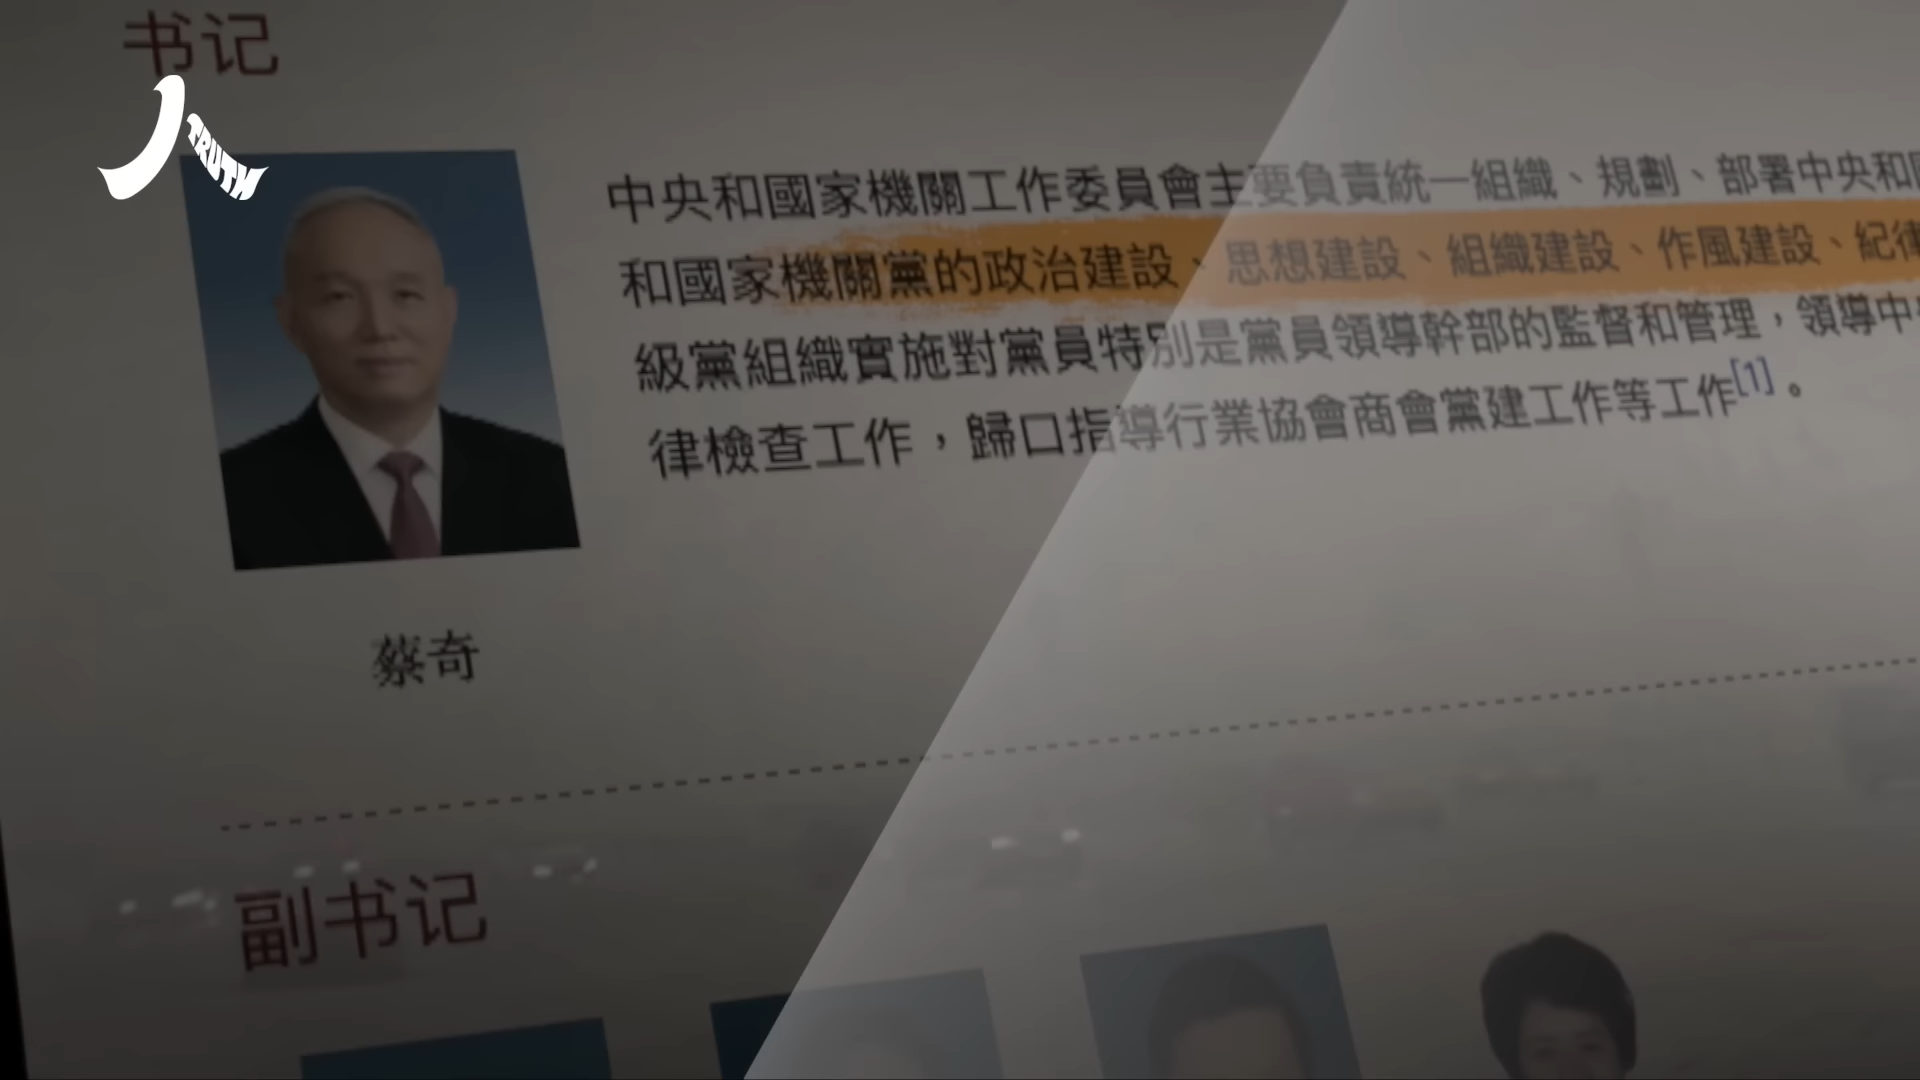 书记
人
TRUTH
中央和國家機關工作委員會主要負責統一組織、規劃、部署中央和國
和國家機關黨的政治建設、思想建設、組織建設、作風建設、紀律
級黨組織實施對黨員特別是黨員領導幹部的監督和管理，領導中央
律檢查工作，歸口指導行業協會商會黨建工作等工作[1]。
蔡奇
副书记